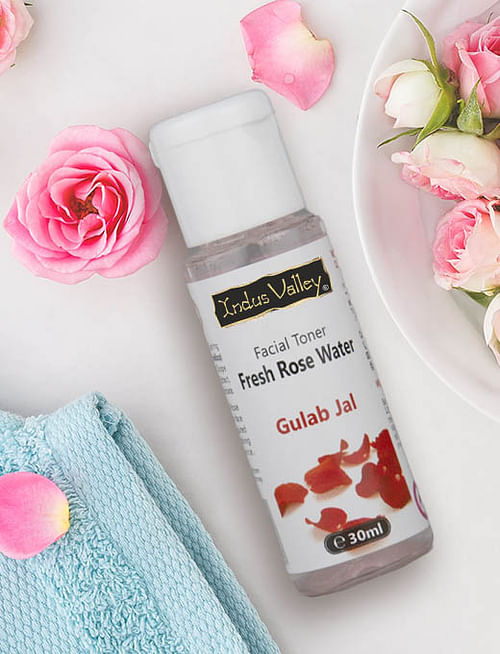 Indus Valley®
Facial Toner
Fresh Rose Water
Gulab Jal
℮ 30ml